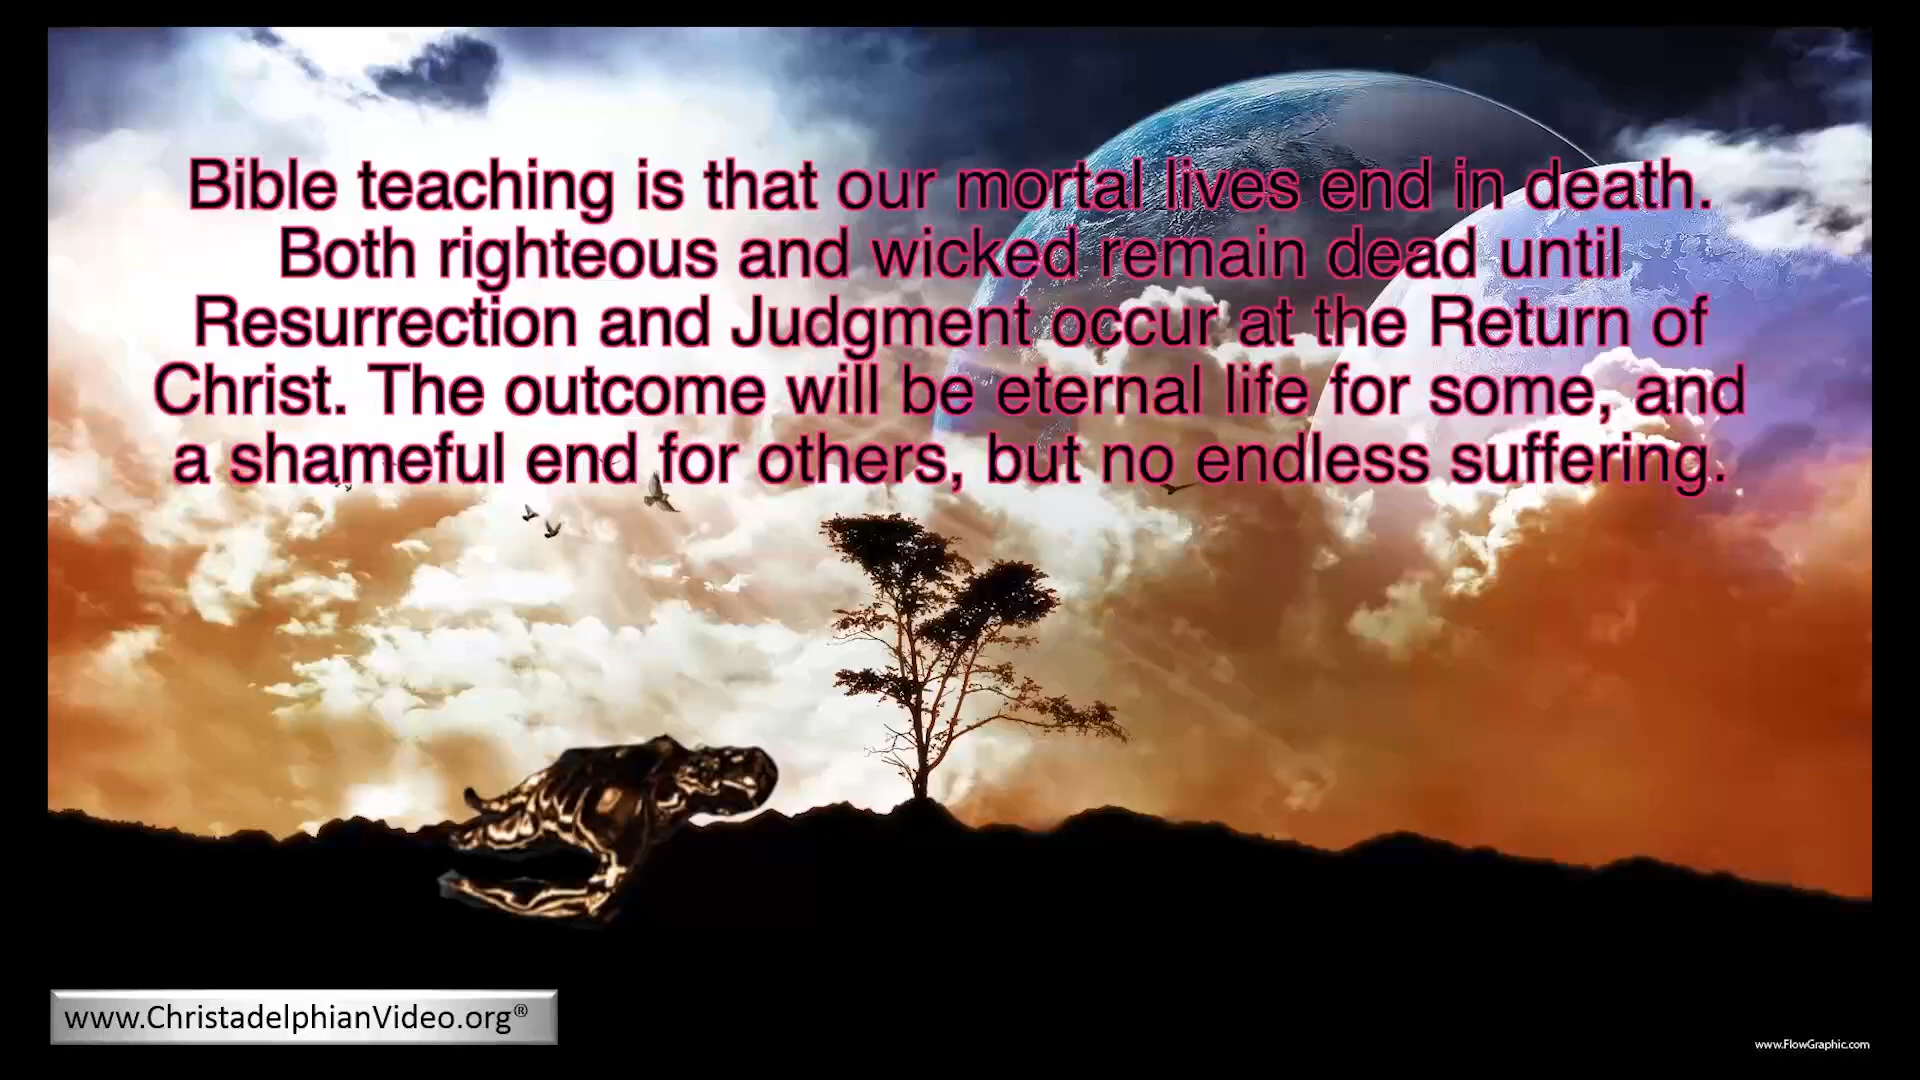 Bible teaching is that our mortal lives end in death.
Both righteous and wicked remain dead until
Resurrection and Judgment occur at the Return of
Christ. The outcome will be eternal life for some, and
a shameful end for others, but no endless suffering.
www.ChristadelphianVideo.org®
www.FlowGraphic.com